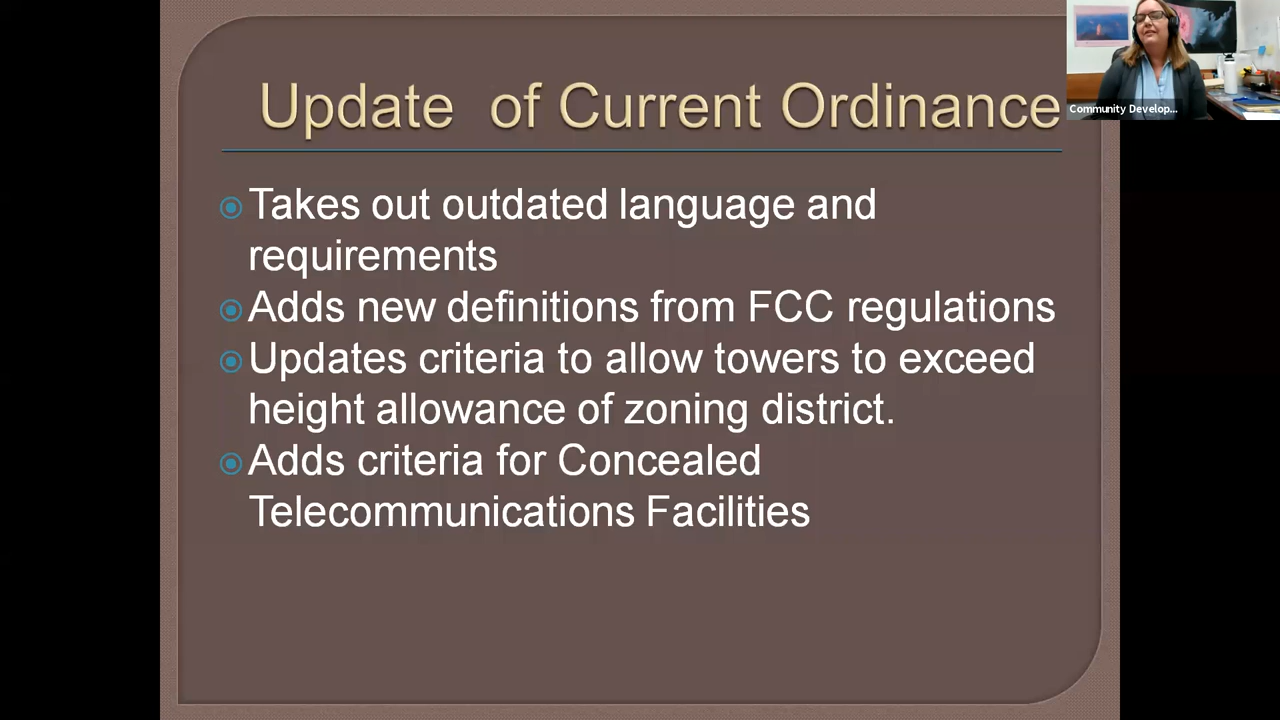 Update of Current Ordinance
Community Develop...
Takes out outdated language and
requirements
Adds new definitions from FCC regulations
Updates criteria to allow towers to exceed
height allowance of zoning district.
Adds criteria for Concealed
Telecommunications Facilities